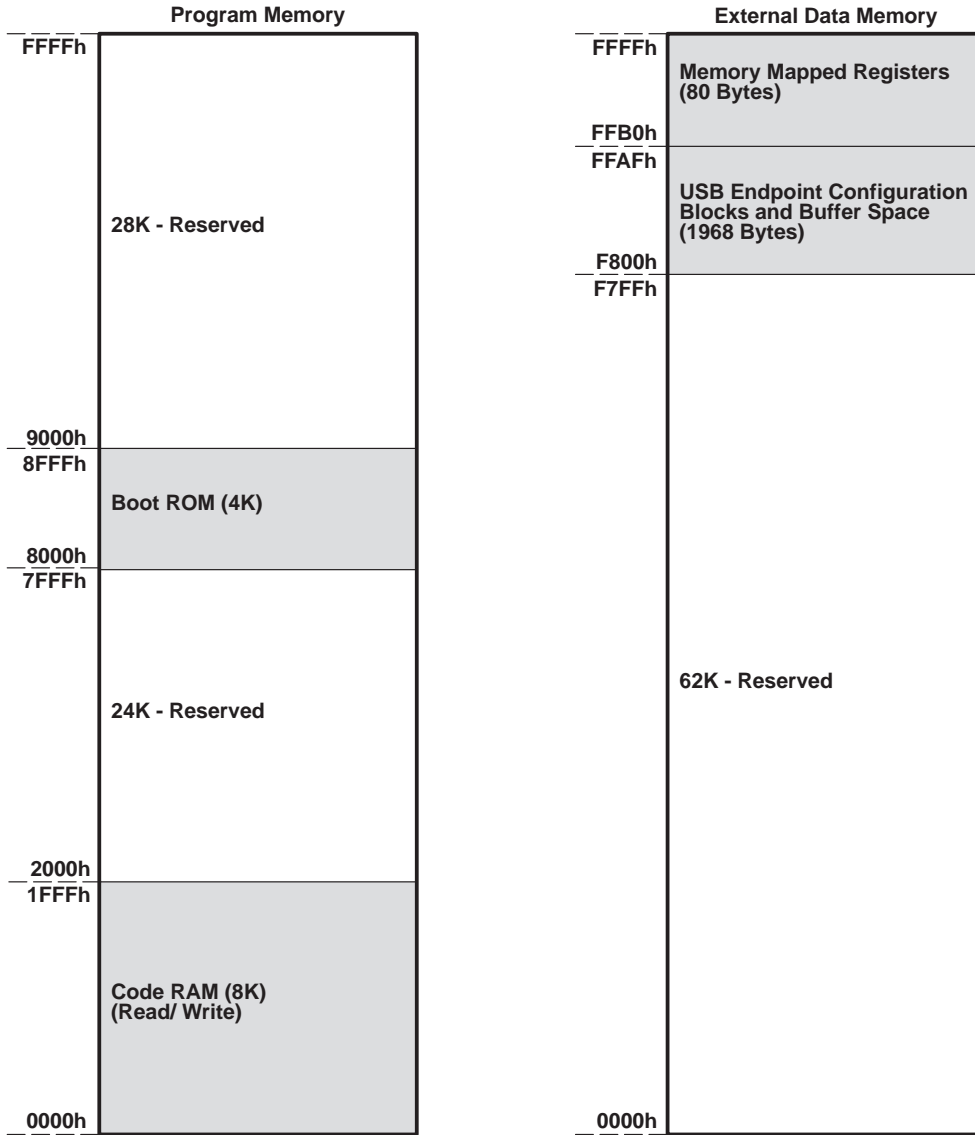 Program Memory
FFFFh
28K - Reserved
9000h
8FFFh
Boot ROM (4K)
8000h
7FFFh
24K - Reserved
2000h
1FFFh
Code RAM (8K)
(Read/ Write)
0000h
External Data Memory
FFFFh
Memory Mapped Registers
(80 Bytes)
FFB0h
FFAFh
USB Endpoint Configuration
Blocks and Buffer Space
(1968 Bytes)
F800h
F7FFh
62K - Reserved
0000h